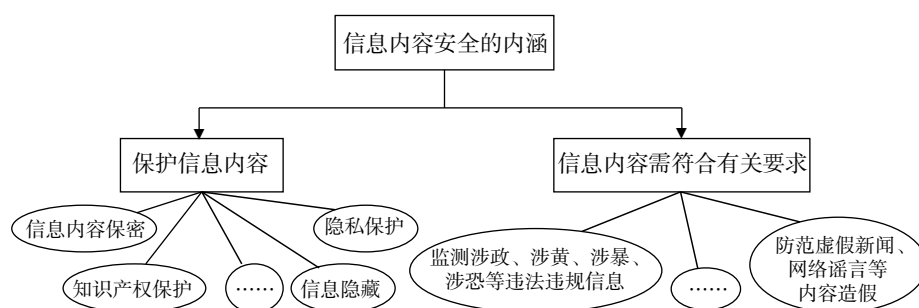 信息内容安全的内涵
保护信息内容
信息内容需符合有关要求
信息内容保密
隐私保护
知识产权保护
……
信息隐藏
监测涉政、涉黄、涉暴、
涉恐等违法违规信息
……
防范虚假新闻、
网络谣言等
内容造假